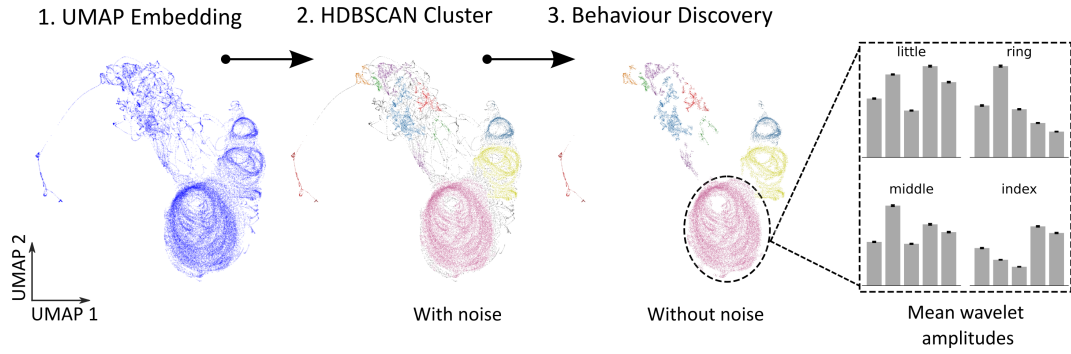 1. UMAP Embedding
2. HDBSCAN Cluster
3. Behaviour Discovery
little
ring
middle
index
UMAP 2
UMAP 1
With noise
Without noise
Mean wavelet
amplitudes